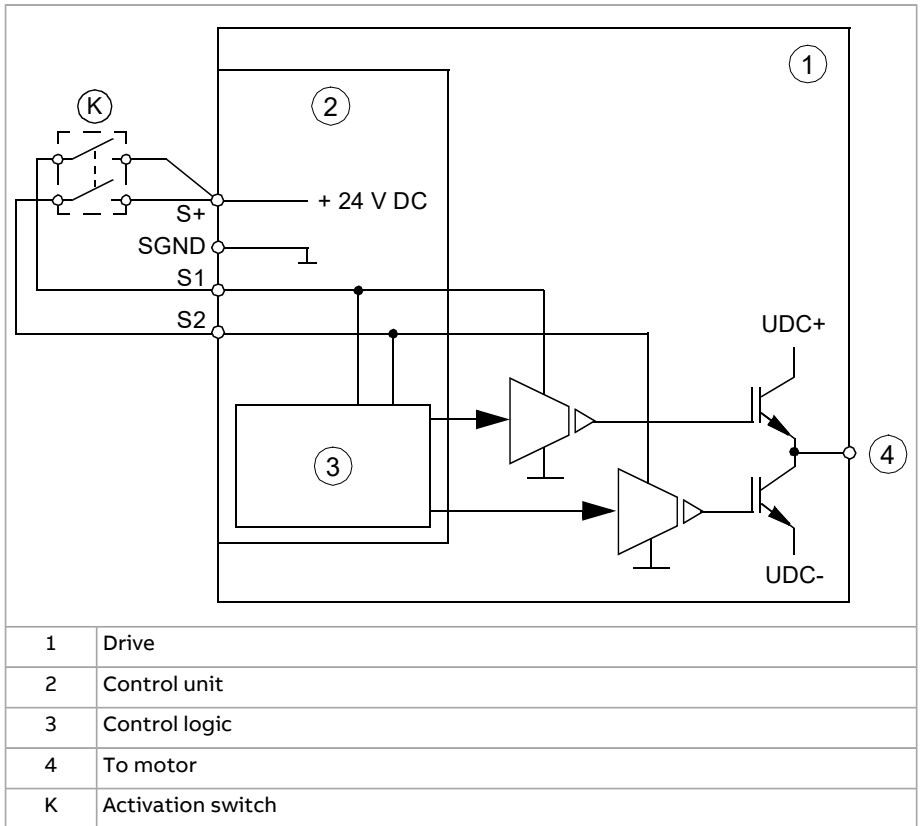 1
2
K
+ 24 V DC
S+
SGND
S1
S2
UDC+
3
4
UDC-
1 Drive
2 Control unit
3 Control logic
4 To motor
K Activation switch